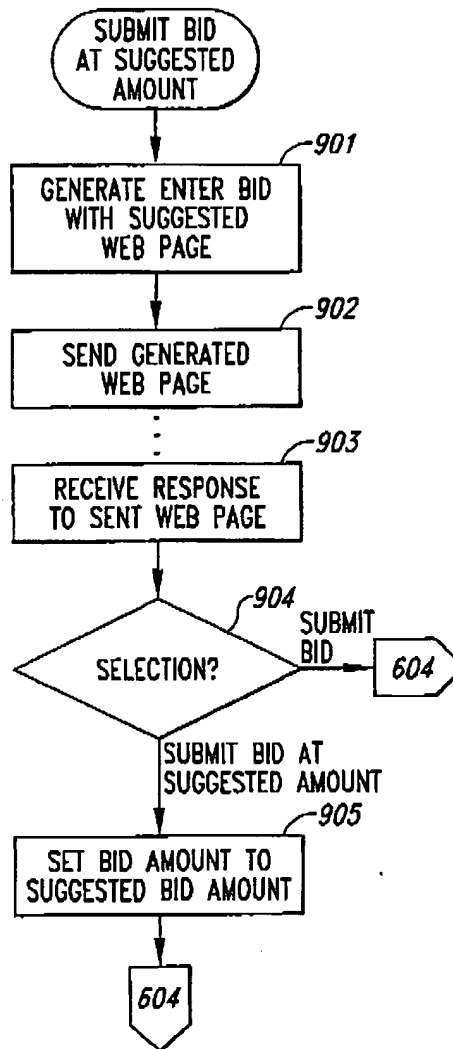 SUBMIT BID
AT SUGGESTED
AMOUNT
901
GENERATE ENTER BID
WITH SUGGESTED
WEB PAGE
902
SEND GENERATED
WEB PAGE
903
RECEIVE RESPONSE
TO SENT WEB PAGE
904
SELECTION?
SUBMIT
BID
604
SUBMIT BID AT
SUGGESTED AMOUNT
905
SET BID AMOUNT TO
SUGGESTED BID AMOUNT
604